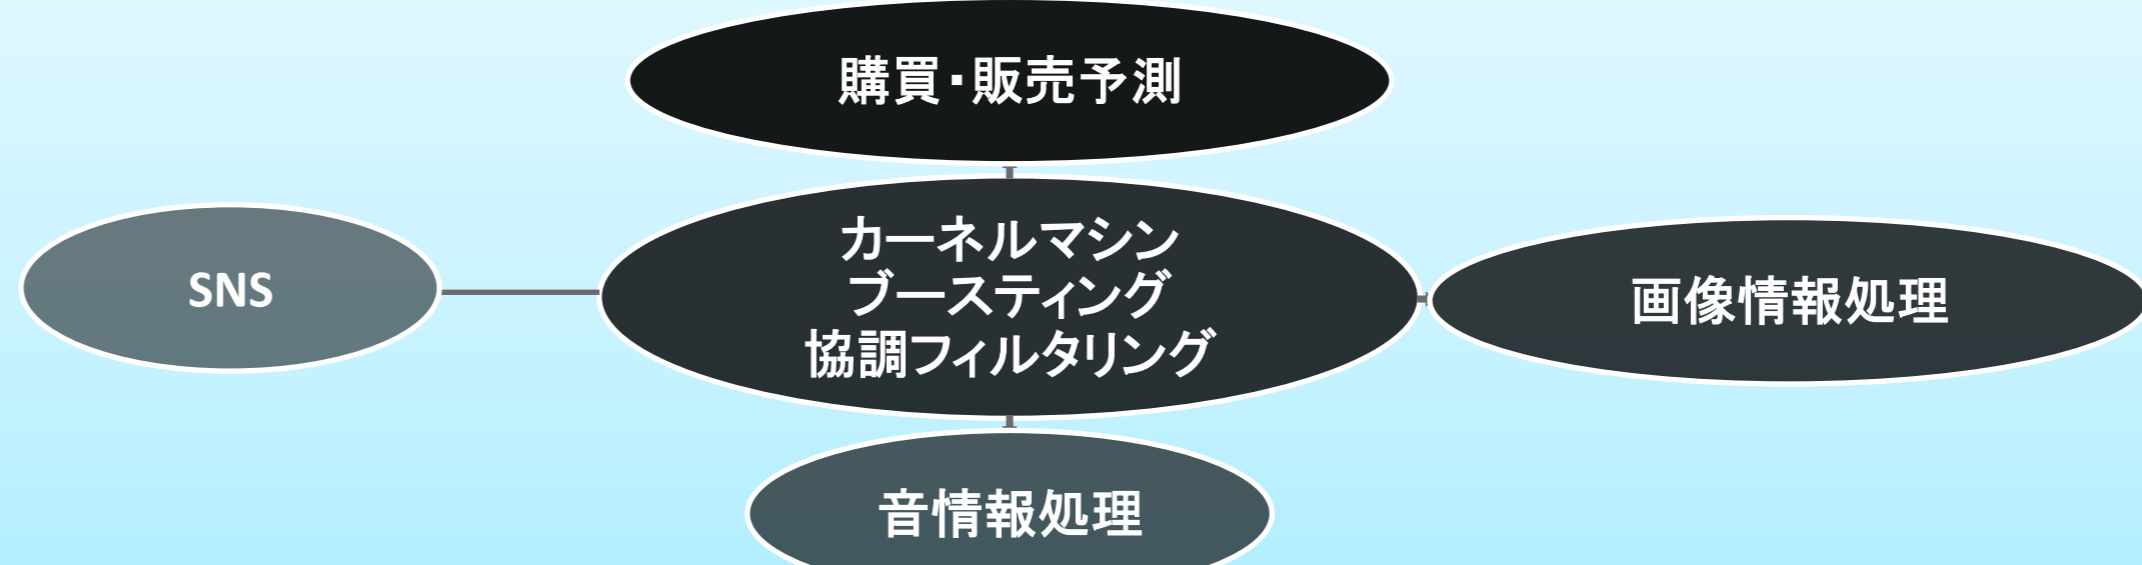 購買・販売予測
カーネルマシン
ブースティング
協調フィルタリング
SNS
画像情報処理
音情報処理